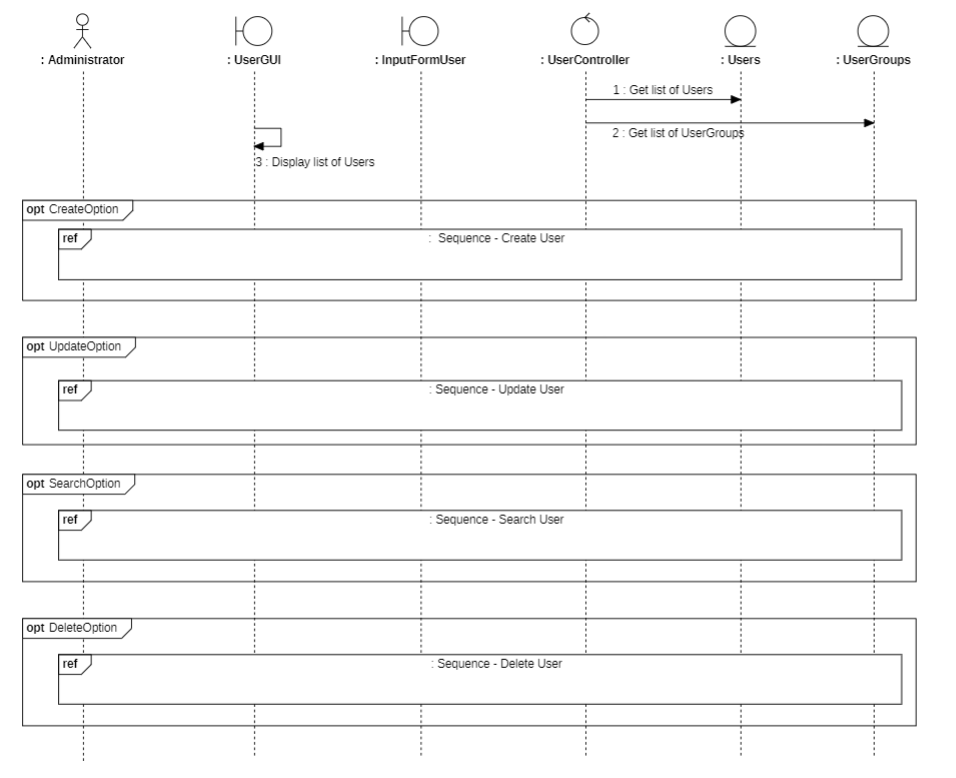 : Administrator : UserGUI : InputFormUser : UserController : Users : UserGroups
1 : Get list of Users
2 : Get list of UserGroups
3 : Display list of Users
opt CreateOption
ref : Sequence - Create User
opt UpdateOption
ref : Sequence - Update User
opt SearchOption
ref : Sequence - Search User
opt DeleteOption
ref : Sequence - Delete User